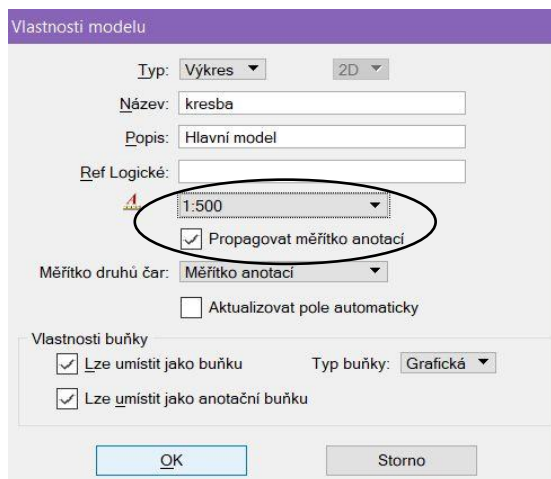 Vlastnosti modelu
Typ: Výkres 2D
Název: kresba
Popis: Hlavní model
Ref Logické:
1:500
Propagovat měřítko anotací
Měřítko druhů čar: Měřítko anotací
Aktualizovat pole automaticky
Vlastnosti buňky
Lze umístit jako buňku Typ buňky: Grafická
Lze umístit jako anotační buňku
OK Storno